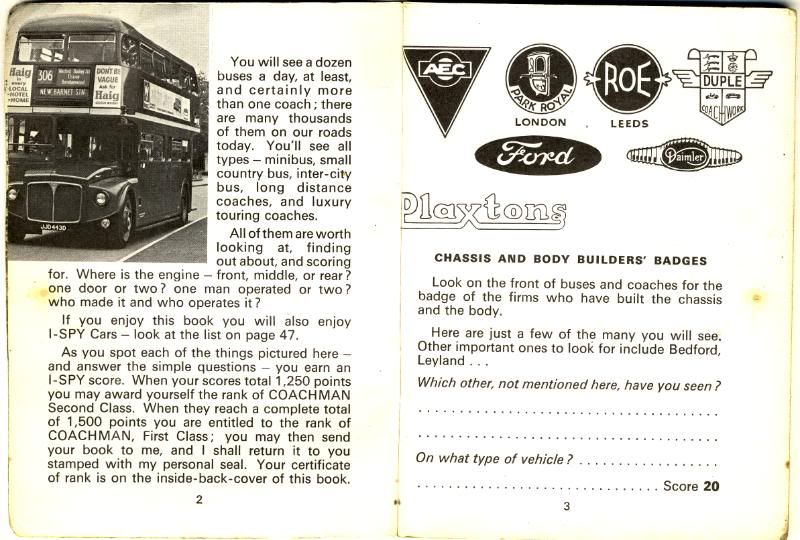 Haig
in every
LOCAL
HOTEL
HOME
306
NEW BARNET STN
DON'T BE
VAGUE
Ask for
Haig
JJD443D
You will see a dozen
buses a day, at least,
and certainly more
than one coach; there
are many thousands
of them on our roads
today. You'll see all
types – minibus, small
country bus, inter-city
bus, long distance
coaches, and luxury
touring coaches.
All of them are worth
looking at, finding
out about, and scoring
for. Where is the engine – front, middle, or rear?
one door or two? one man operated or two?
who made it and who operates it?
If you enjoy this book you will also enjoy
I-SPY Cars – look at the list on page 47.
As you spot each of the things pictured here –
and answer the simple questions – you earn an
I-SPY score. When your scores total 1,250 points
you may award yourself the rank of COACHMAN
Second Class. When they reach a complete total
of 1,500 points you are entitled to the rank of
COACHMAN, First Class; you may then send
your book to me, and I shall return it to you
stamped with my personal seal. Your certificate
of rank is on the inside-back-cover of this book.
2
AEC
PARK ROYAL
LONDON
ROE
LEEDS
DUPLE
COACHWORK
Ford
Daimler
Plaxtons
CHASSIS AND BODY BUILDERS' BADGES
Look on the front of buses and coaches for the
badge of the firms who have built the chassis
and the body.
Here are just a few of the many you will see.
Other important ones to look for include Bedford,
Leyland . . .
Which other, not mentioned here, have you seen?
On what type of vehicle?
Score 20
3